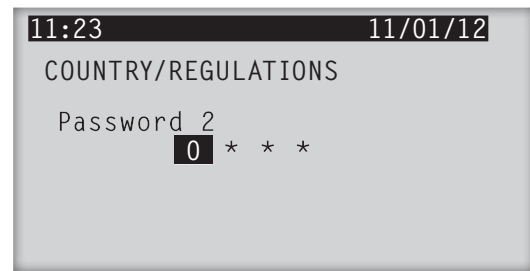 11:23 11/01/12
COUNTRY/REGULATIONS
Password 2
0 * * *